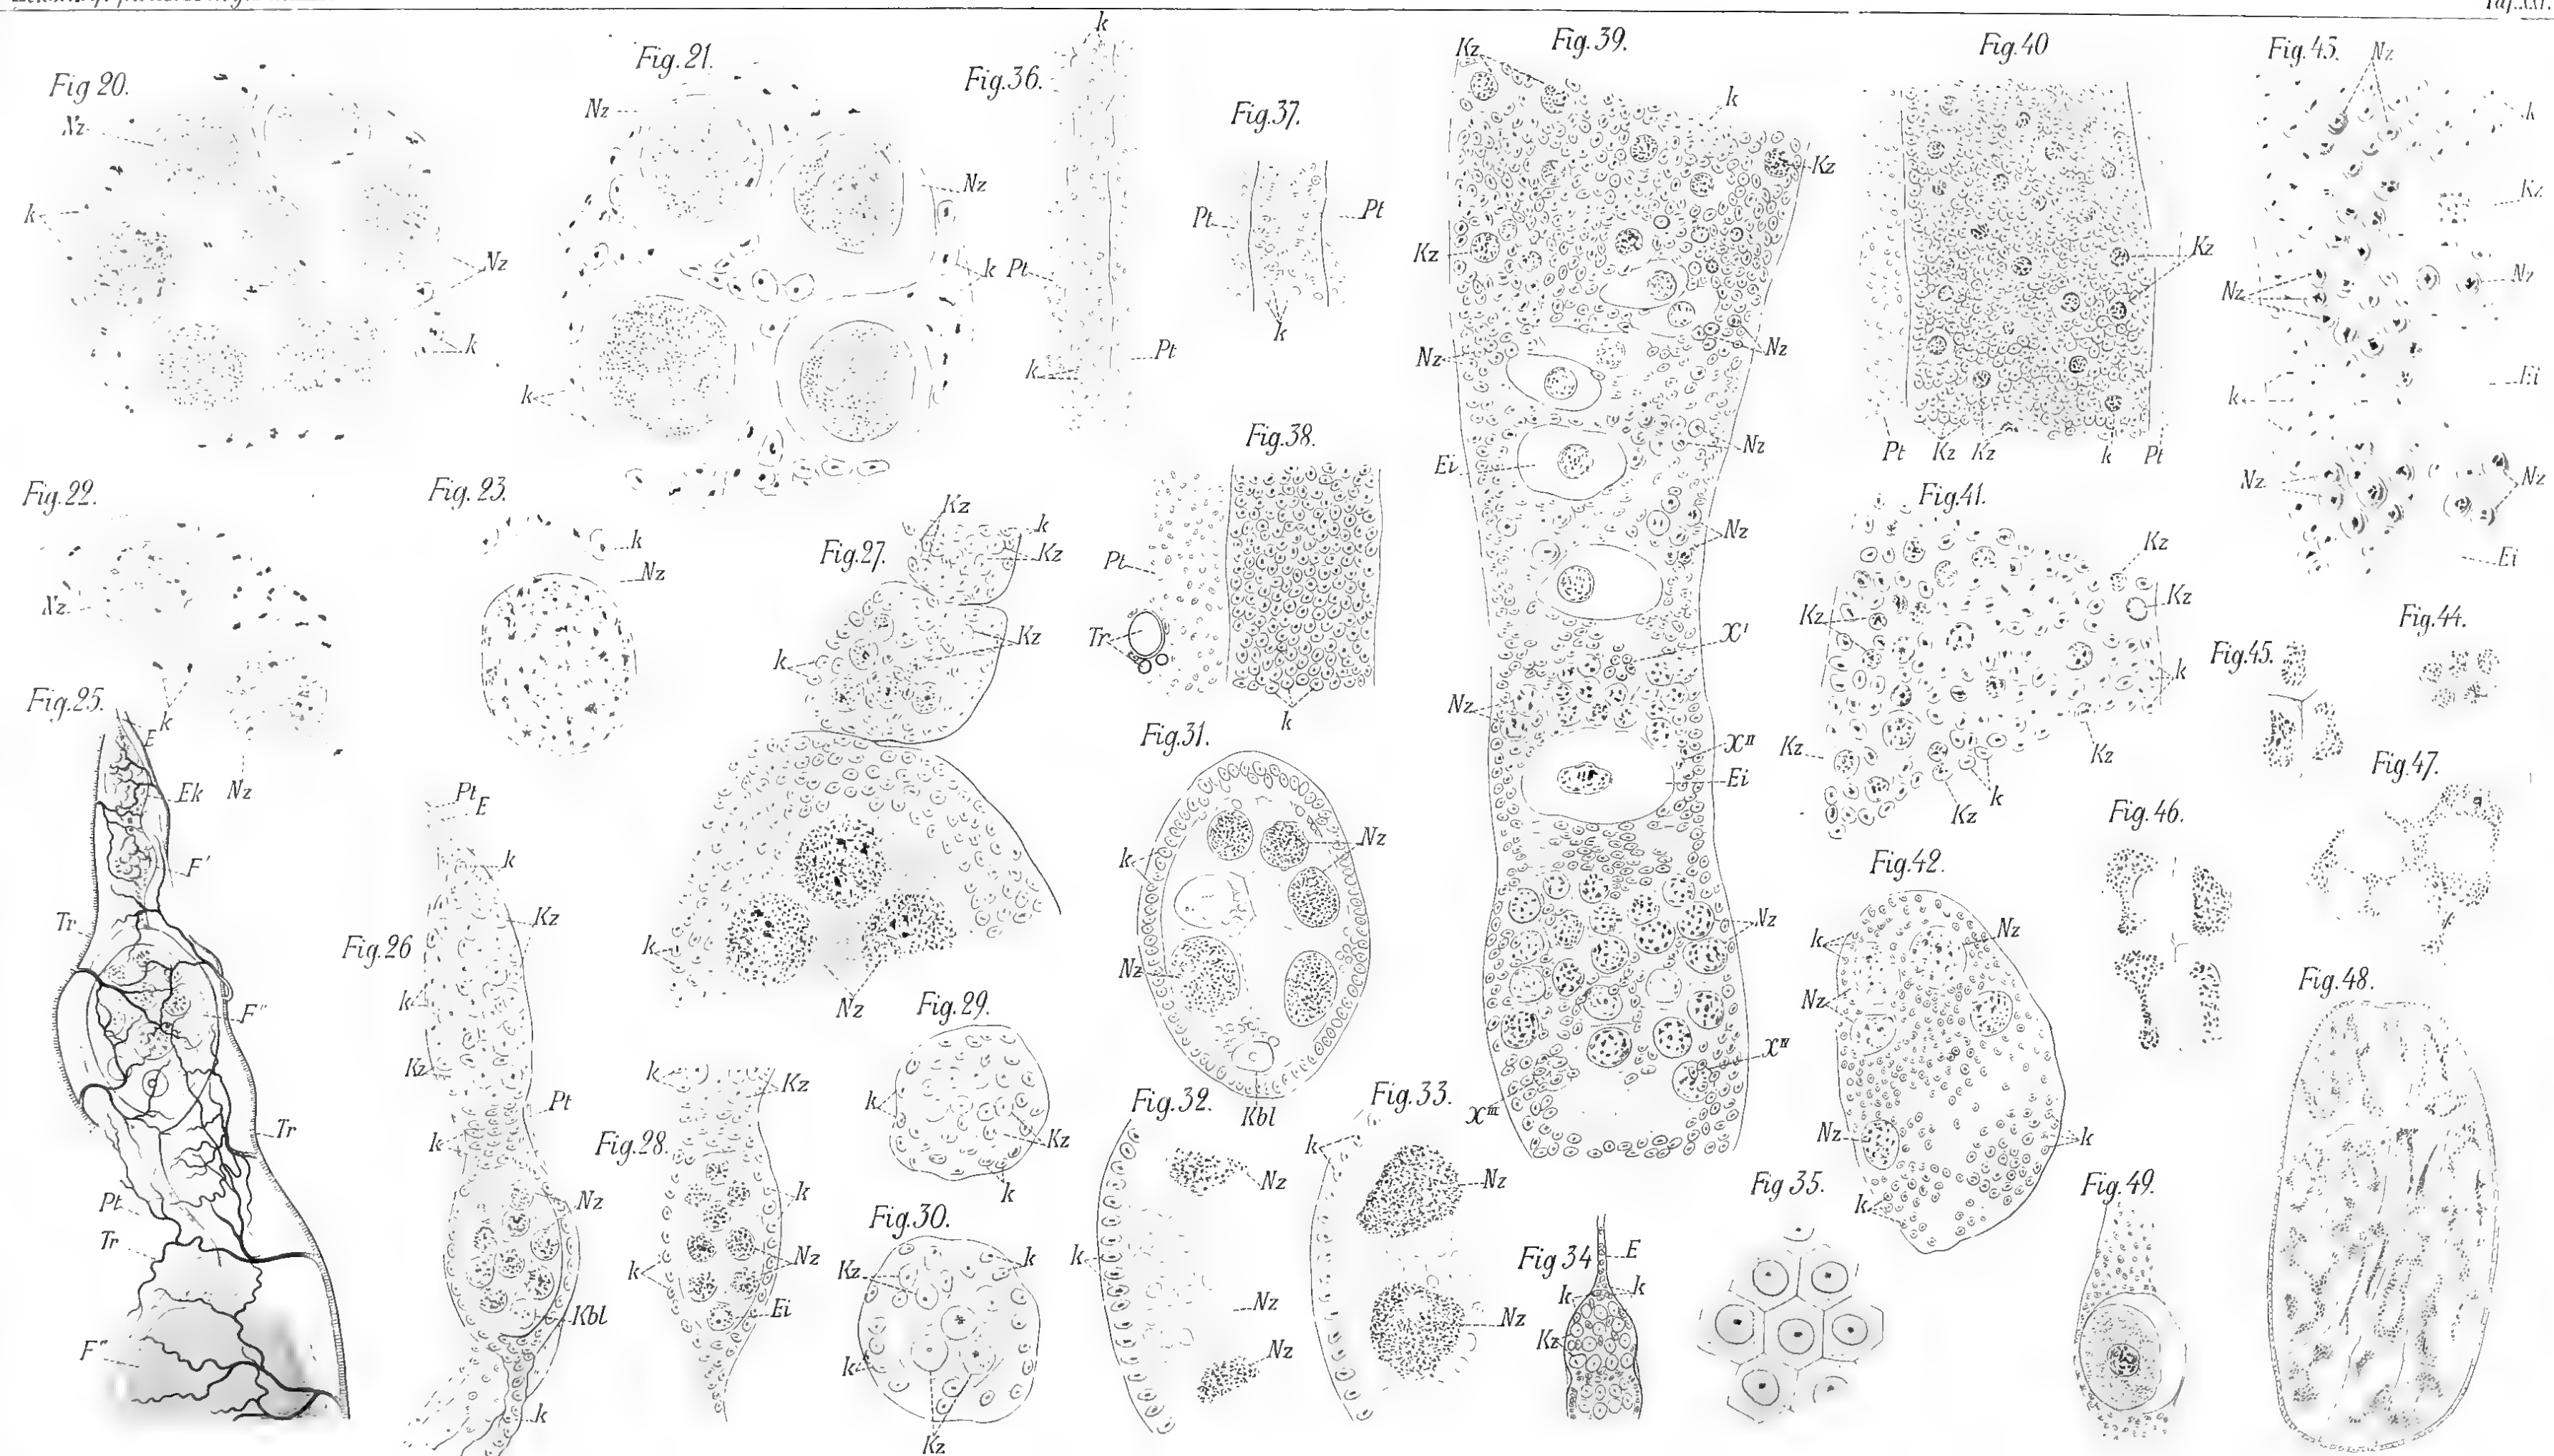 Fig 20.
Nz
k
Nz
k
Fig. 21.
Nz
Nz
k
k
Fig. 36.
k
Pt
Pt
k
Fig. 37.
Pt
Pt
k
Fig. 39.
Kz
k
Kz
Kz
Nz
Nz
Ei
Nz
Nz
X'
Nz
XII
Ei
Nz
XIV
XIII
Fig. 40
Kz
Pt
Kz
Kz
k
Pt
Fig. 43.
Nz
k
Kz
Nz
Nz
Ei
k
Nz
Nz
Ei
Fig. 22.
Nz
k
Nz
Fig. 23.
k
Nz
Fig. 27.
Kz
k
Kz
k
Kz
k
Nz
Fig. 38.
Pt
Tr
k
Fig. 41.
Kz
Kz
Kz
k
Kz
Kz
Kz
k
Fig. 44.
Fig. 45.
Fig. 46.
Fig. 47.
Fig. 25.
E
Ek
F'
Tr
F"
Tr
Pt
Tr
Fig. 26
Pt
E
k
Kz
k
Kz
Pt
k
Nz
Kbl
k
Fig. 28.
k
Kz
k
Nz
k
Ei
Fig. 29.
k
Kz
k
Fig. 30.
Kz
k
k
Kz
Fig. 31.
k
Nz
Nz
Kbl
Fig. 32.
Nz
k
Nz
Nz
Fig. 33.
k
Nz
Nz
Fig 34
E
k
k
Kz
Fig 35.
Fig. 42.
k
Nz
Nz
Nz
k
k
Fig. 48.
Fig. 49.